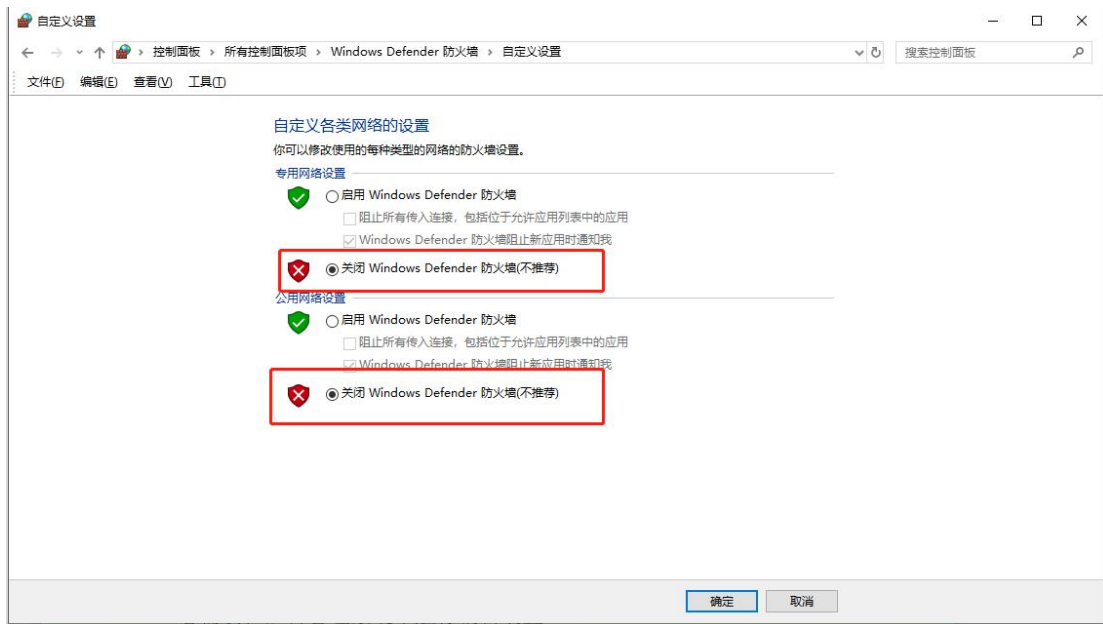 自定义设置
控制面板 › 所有控制面板项 › Windows Defender 防火墙 › 自定义设置
搜索控制面板
文件(F) 编辑(E) 查看(V) 工具(T)
自定义各类网络的设置
你可以修改使用的每种类型的网络的防火墙设置。
专用网络设置
启用 Windows Defender 防火墙
阻止所有传入连接，包括位于允许应用列表中的应用
Windows Defender 防火墙阻止新应用时通知我
关闭 Windows Defender 防火墙(不推荐)
公用网络设置
启用 Windows Defender 防火墙
阻止所有传入连接，包括位于允许应用列表中的应用
Windows Defender 防火墙阻止新应用时通知我
关闭 Windows Defender 防火墙(不推荐)
确定 取消